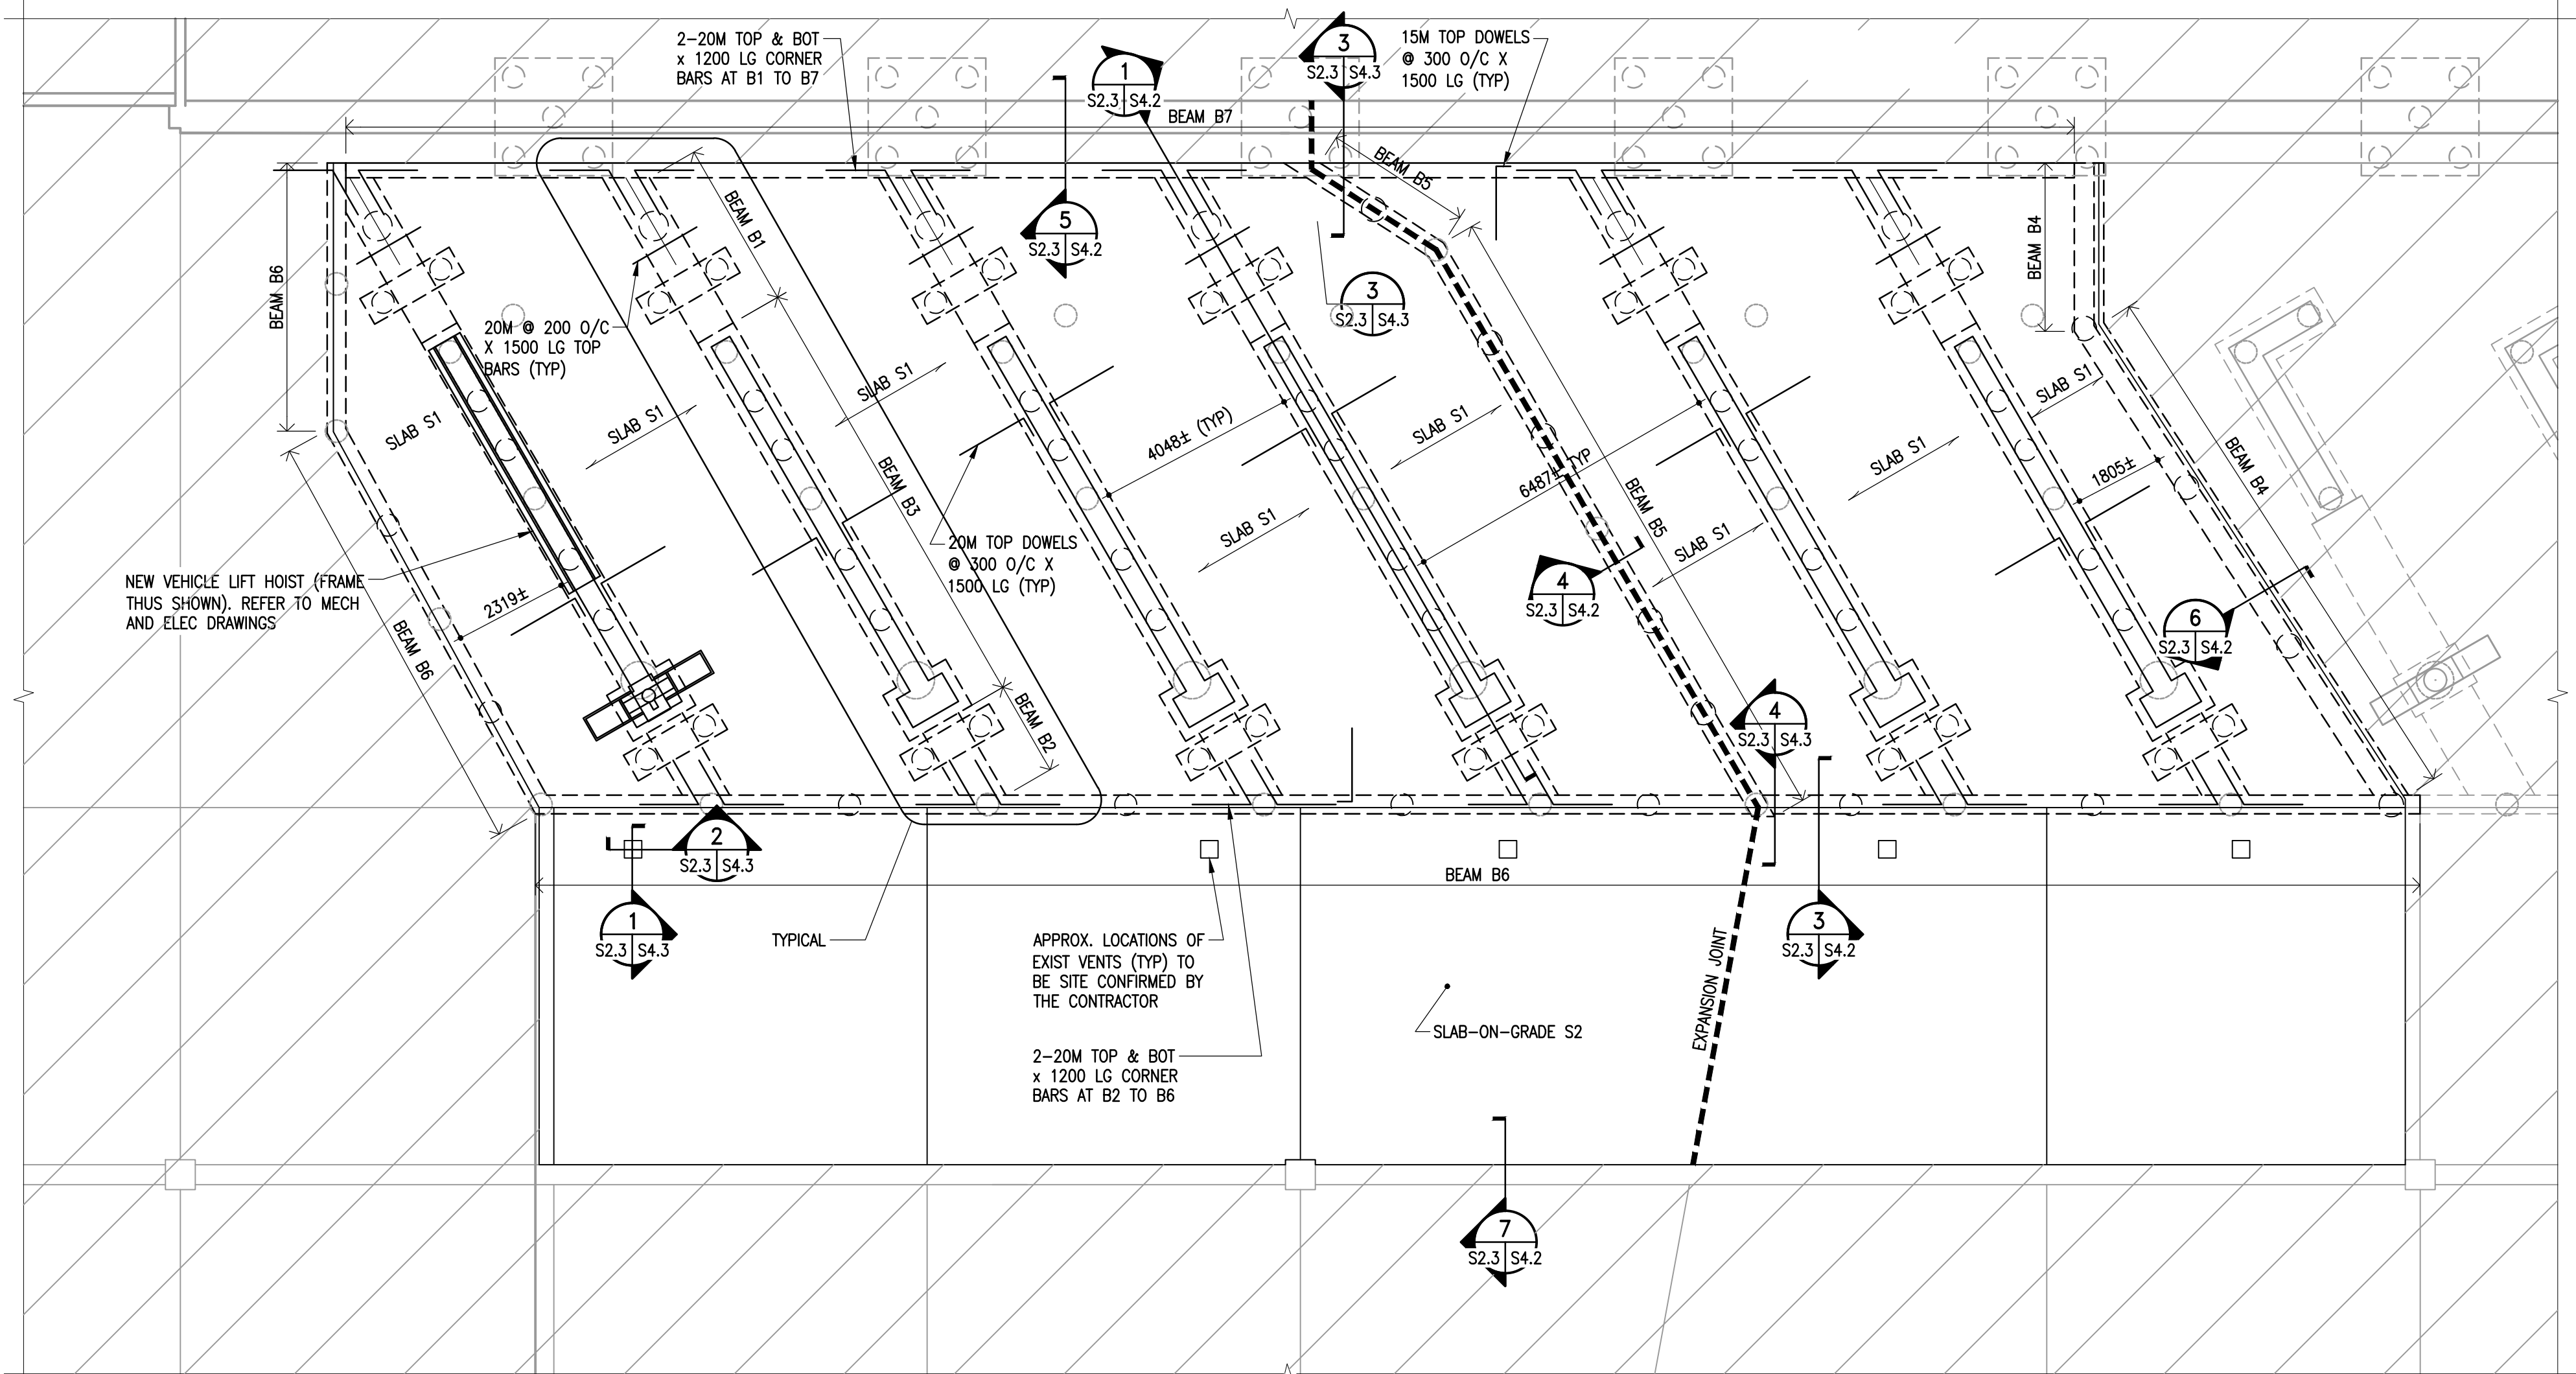 2-20M TOP & BOT
x 1200 LG CORNER
BARS AT B1 TO B7
1
S2.3 S4.2
3
S2.3 S4.3
15M TOP DOWELS
@ 300 O/C X
1500 LG (TYP)
BEAM B7
BEAM B5
BEAM B6
BEAM B1
5
S2.3 S4.2
BEAM B4
3
S2.3 S4.3
20M @ 200 O/C
X 1500 LG TOP
BARS (TYP)
SLAB S1
SLAB S1
SLAB S1
4048± (TYP)
SLAB S1
6487± TYP
SLAB S1
SLAB S1
1805±
BEAM B4
BEAM B3
BEAM B5
SLAB S1
SLAB S1
20M TOP DOWELS
@ 300 O/C X
1500 LG (TYP)
NEW VEHICLE LIFT HOIST (FRAME
THUS SHOWN). REFER TO MECH
AND ELEC DRAWINGS
2319±
BEAM B6
4
S2.3 S4.2
6
S2.3 S4.2
BEAM B2
4
S2.3 S4.3
2
S2.3 S4.3
BEAM B6
1
S2.3 S4.3
TYPICAL
APPROX. LOCATIONS OF
EXIST VENTS (TYP) TO
BE SITE CONFIRMED BY
THE CONTRACTOR
3
S2.3 S4.2
EXPANSION JOINT
SLAB-ON-GRADE S2
2-20M TOP & BOT
x 1200 LG CORNER
BARS AT B2 TO B6
7
S2.3 S4.2